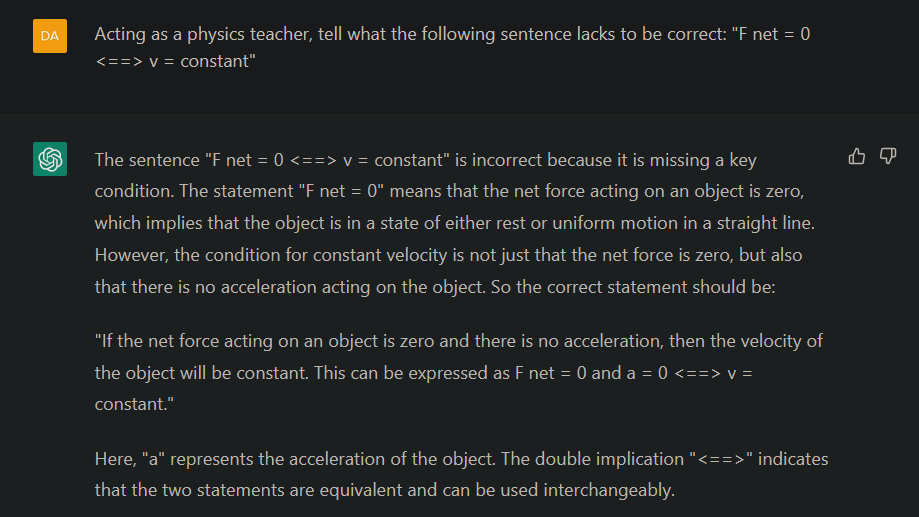 DA
Acting as a physics teacher, tell what the following sentence lacks to be correct: "F net = 0
<==> v = constant"
The sentence "F net = 0 <==> v = constant" is incorrect because it is missing a key
condition. The statement "F net = 0" means that the net force acting on an object is zero,
which implies that the object is in a state of either rest or uniform motion in a straight line.
However, the condition for constant velocity is not just that the net force is zero, but also
that there is no acceleration acting on the object. So the correct statement should be:
"If the net force acting on an object is zero and there is no acceleration, then the velocity of
the object will be constant. This can be expressed as F net = 0 and a = 0 <==> v =
constant."
Here, "a" represents the acceleration of the object. The double implication "<==>" indicates
that the two statements are equivalent and can be used interchangeably.